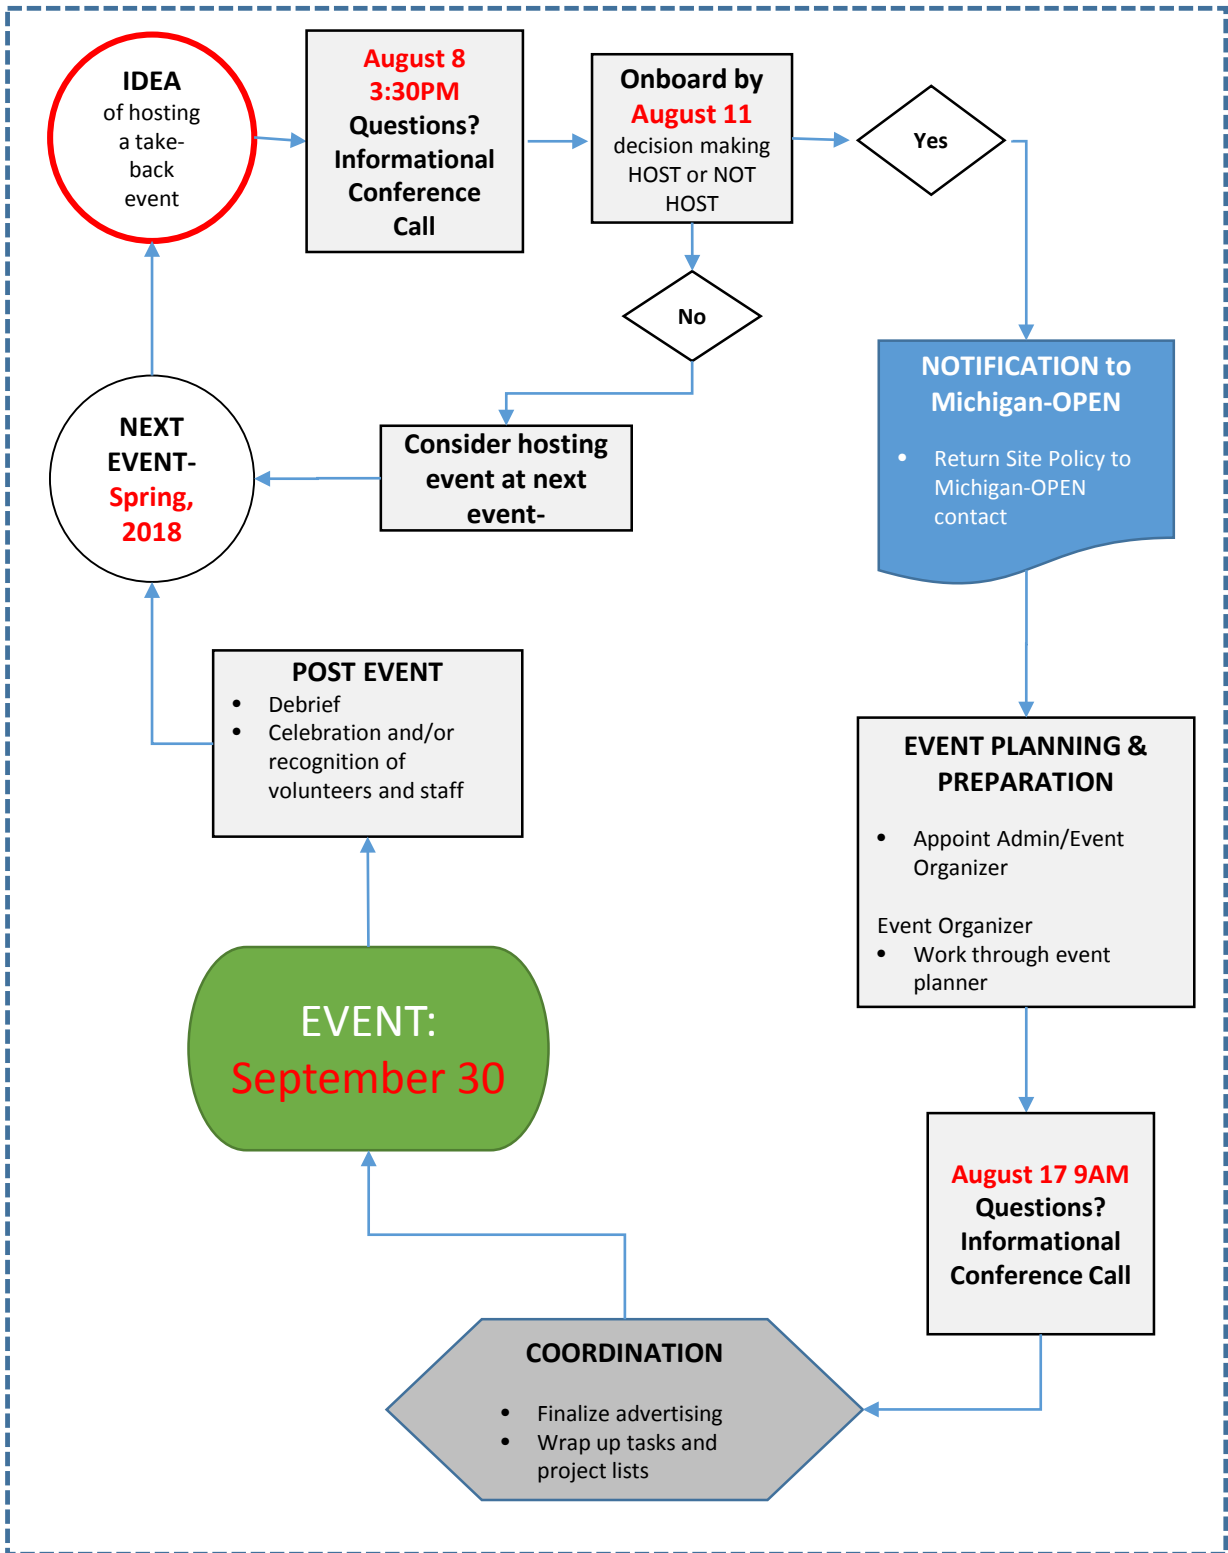 IDEA
of hosting
a take-
back
event
August 8
3:30PM
Questions?
Informational
Conference
Call
Onboard by
August 11
decision making
HOST or NOT
HOST
Yes
No
NOTIFICATION to
Michigan-OPEN
• Return Site Policy to
Michigan-OPEN
contact
Consider hosting
event at next
event-
NEXT
EVENT-
Spring,
2018
POST EVENT
• Debrief
• Celebration and/or
recognition of
volunteers and staff
EVENT PLANNING &
PREPARATION
• Appoint Admin/Event
Organizer
Event Organizer
• Work through event
planner
EVENT:
September 30
August 17 9AM
Questions?
Informational
Conference Call
COORDINATION
• Finalize advertising
• Wrap up tasks and
project lists